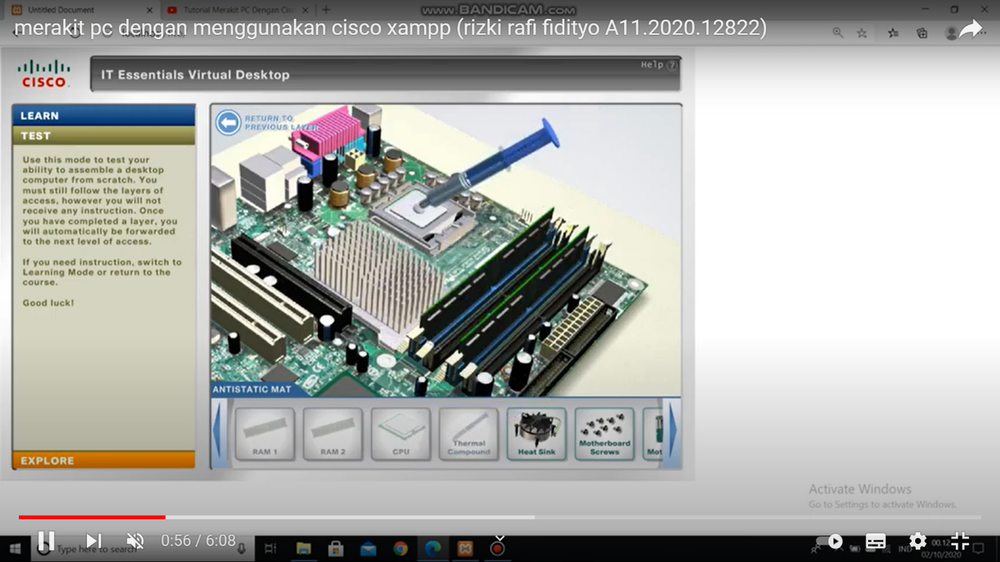 Untitled Document
Tutorial Merakit PC Dengan Cisc
www.BANDICAM.com
merakit pc dengan menggunakan cisco xampp (rizki rafi fidityo A11.2020.12822)
CISCO
IT Essentials Virtual Desktop
Help ?
LEARN
TEST
Use this mode to test your
ability to assemble a desktop
computer from scratch. You
must still follow the layers of
access, however you will not
receive any instruction. Once
you have completed a layer, you
will automatically be forwarded
to the next level of access.
If you need instruction, switch to
Learning Mode or return to the
course.
Good luck!
EXPLORE
RETURN TO
PREVIOUS LAYER
ANTISTATIC MAT
RAM 1
RAM 2
CPU
Thermal
Compound
Heat Sink
Motherboard
Screws
Mot
Activate Windows
Go to Settings to activate Windows.
0:56 / 6:08
Type here to search
IND
00.12
02/10/2020